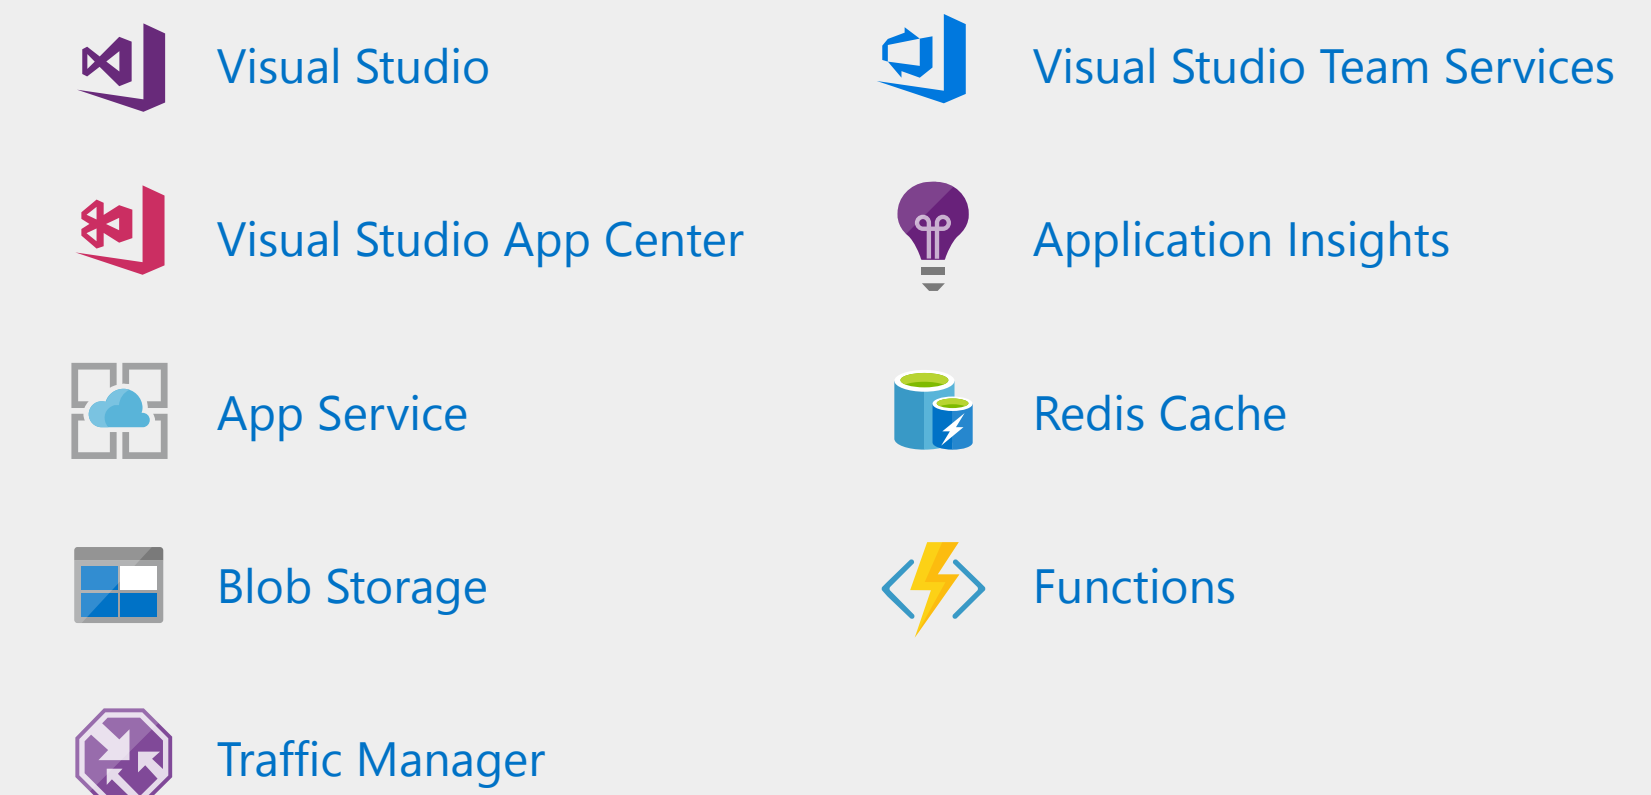 Visual Studio
Visual Studio Team Services
Visual Studio App Center
Application Insights
App Service
Redis Cache
Blob Storage
Functions
Traffic Manager